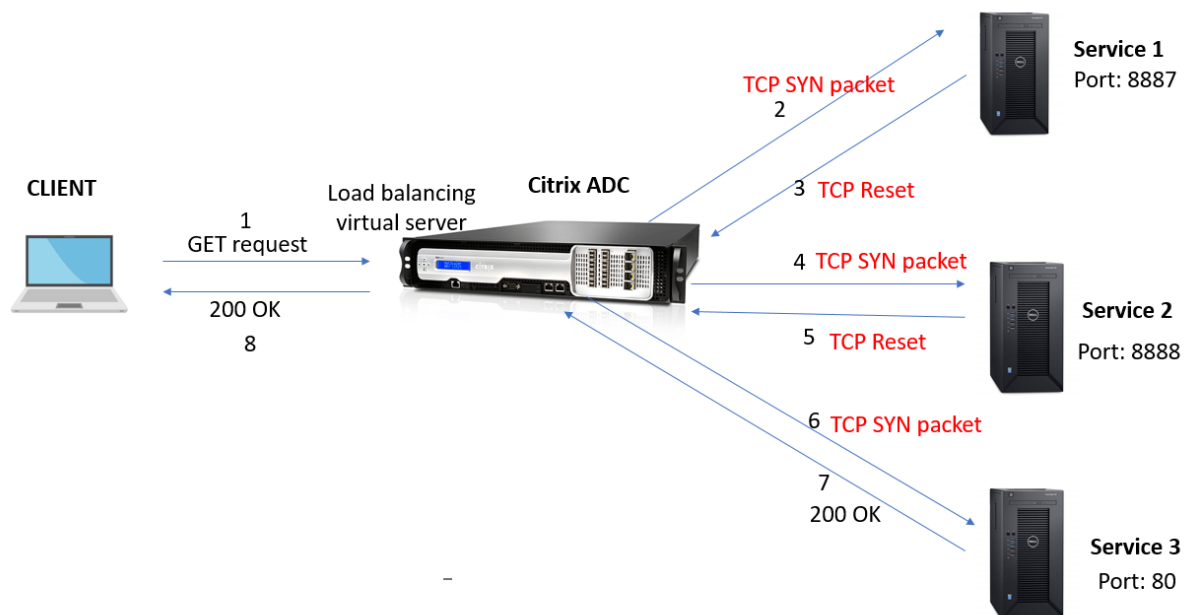 Service 1
Port: 8887
TCP SYN packet
2
3 TCP Reset
CLIENT
Load balancing
virtual server
Citrix ADC
1
GET request
200 OK
8
4 TCP SYN packet
5 TCP Reset
Service 2
Port: 8888
6 TCP SYN packet
7
200 OK
Service 3
Port: 80